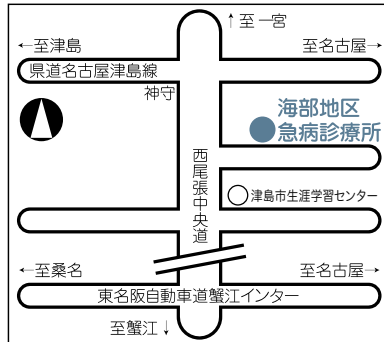 ↑至一宮
←至津島
至名古屋→
県道名古屋津島線
神守
海部地区
急病診療所
西尾張中央道
津島市生涯学習センター
←至桑名
至名古屋→
東名阪自動車道蟹江インター
至蟹江↓